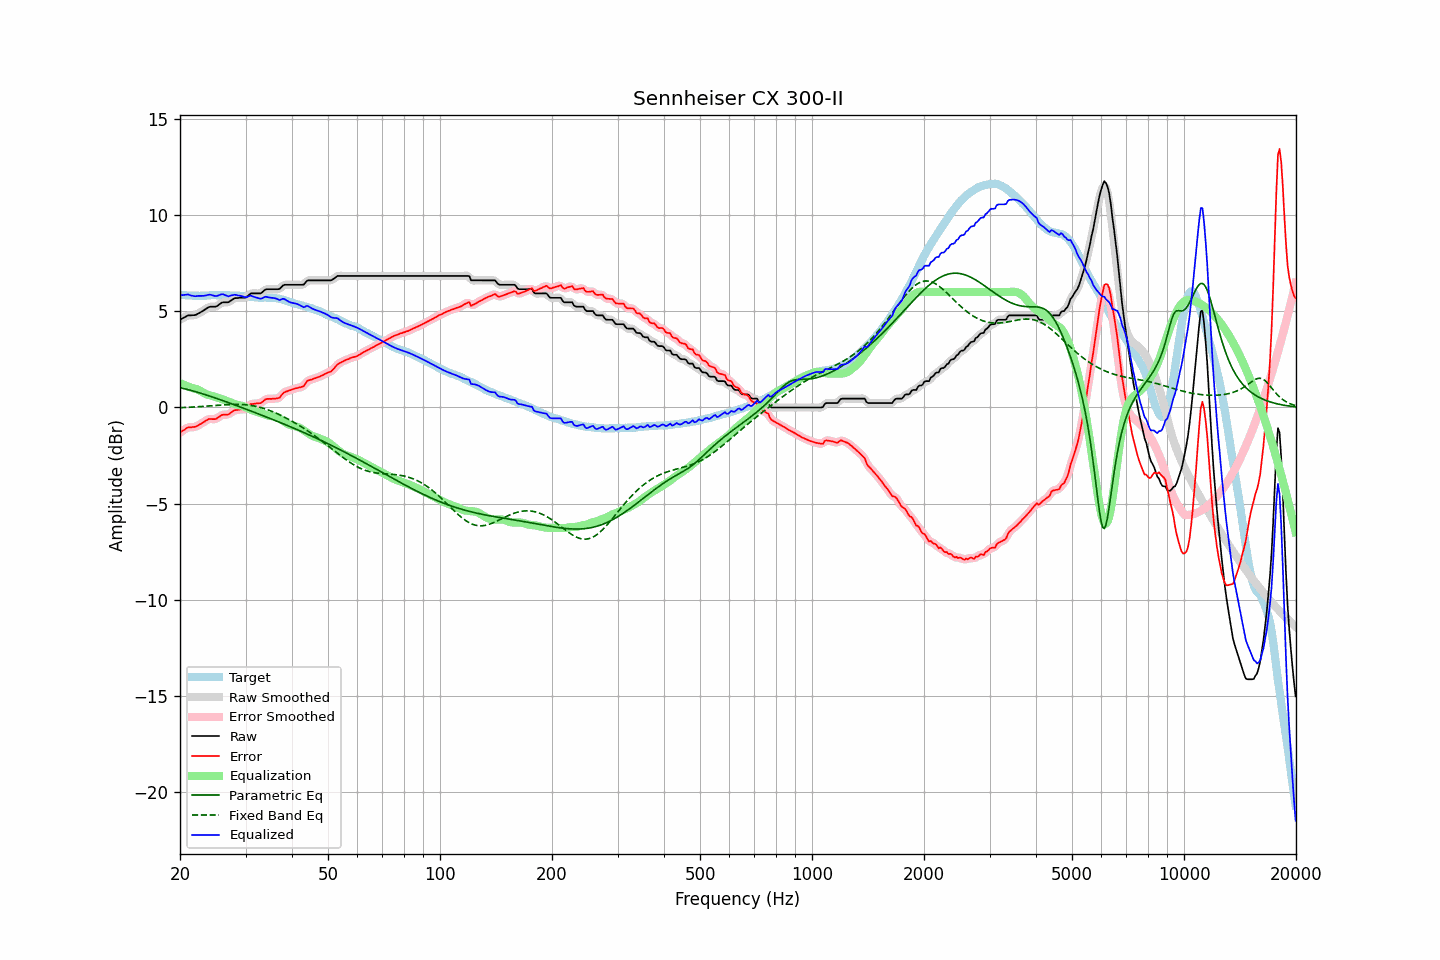 Sennheiser CX 300-II
15
10
5
0
−5
−10
−15
−20
Amplitude (dBr)
Target
Raw Smoothed
Error Smoothed
Raw
Error
Equalization
Parametric Eq
Fixed Band Eq
Equalized
20 50 100 200 500 1000 2000 5000 10000 20000
Frequency (Hz)